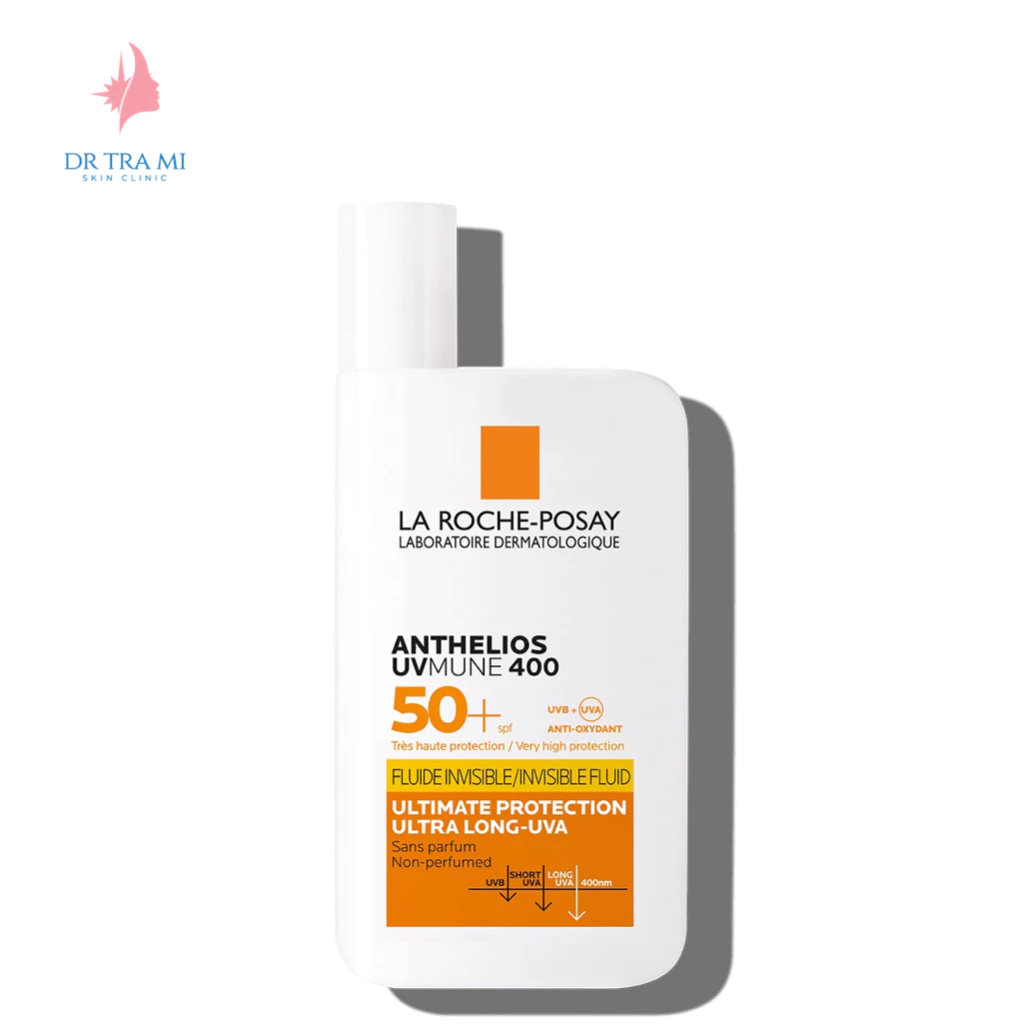 DR TRA MI
SKIN CLINIC
LA ROCHE-POSAY
LABORATOIRE DERMATOLOGIQUE
ANTHELIOS
UVMUNE 400
50+ spf
UVB + UVA
ANTI-OXYDANT
Très haute protection / Very high protection
FLUIDE INVISIBLE/INVISIBLE FLUID
ULTIMATE PROTECTION
ULTRA LONG-UVA
Sans parfum
Non-perfumed
UVB SHORT UVA LONG UVA 400nm